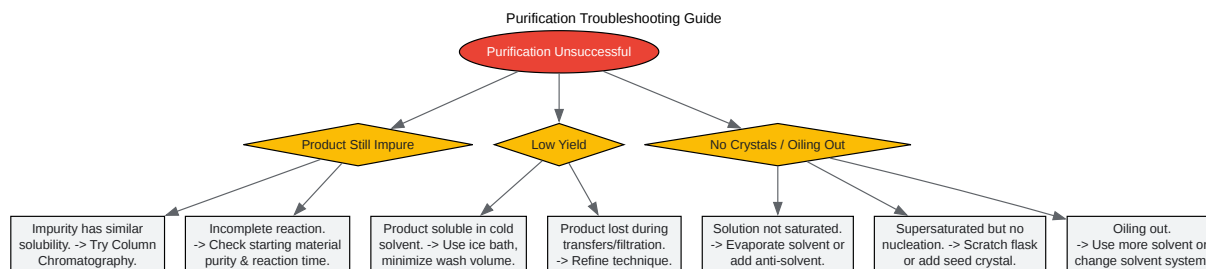 Purification Troubleshooting Guide
Purification Unsuccessful
Product Still Impure
Low Yield
No Crystals / Oiling Out
Impurity has similar
solubility. -> Try Column
Chromatography.
Incomplete reaction.
-> Check starting material
purity & reaction time.
Product soluble in cold
solvent. -> Use ice bath,
minimize wash volume.
Product lost during
transfers/filtration.
-> Refine technique.
Solution not saturated.
-> Evaporate solvent or
add anti-solvent.
Supersaturated but no
nucleation. -> Scratch flask
or add seed crystal.
Oiling out.
-> Use more solvent or
change solvent system